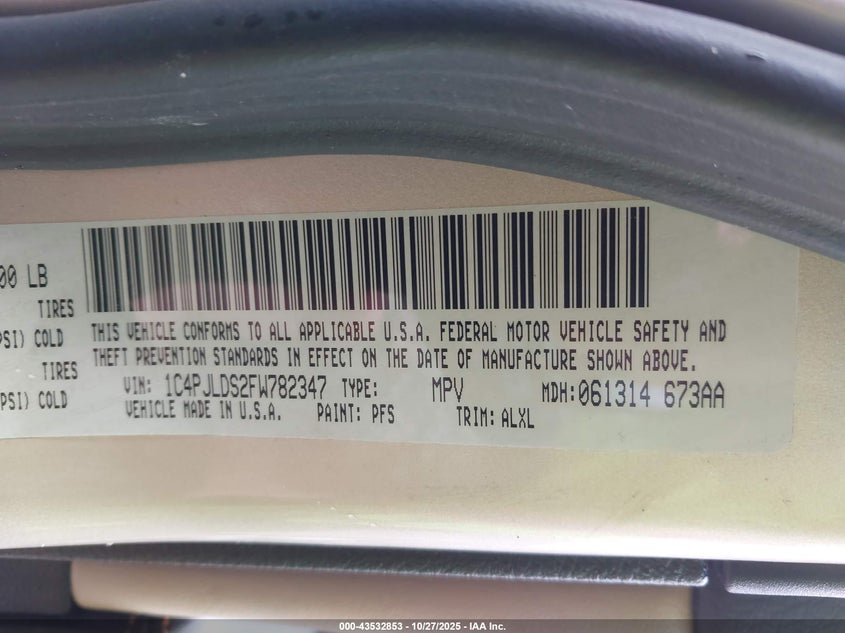 00 LB
TIRES
PSI) COLD
TIRES
PSI) COLD
THIS VEHICLE CONFORMS TO ALL APPLICABLE U.S.A. FEDERAL MOTOR VEHICLE SAFETY AND
THEFT PREVENTION STANDARDS IN EFFECT ON THE DATE OF MANUFACTURE SHOWN ABOVE.
VIN: 1C4PJLDS2FW782347 TYPE: MPV MDH:061314 673AA
VEHICLE MADE IN U.S.A. PAINT: PFS TRIM: ALXL
000-43532853 - 10/27/2025 - IAA Inc.